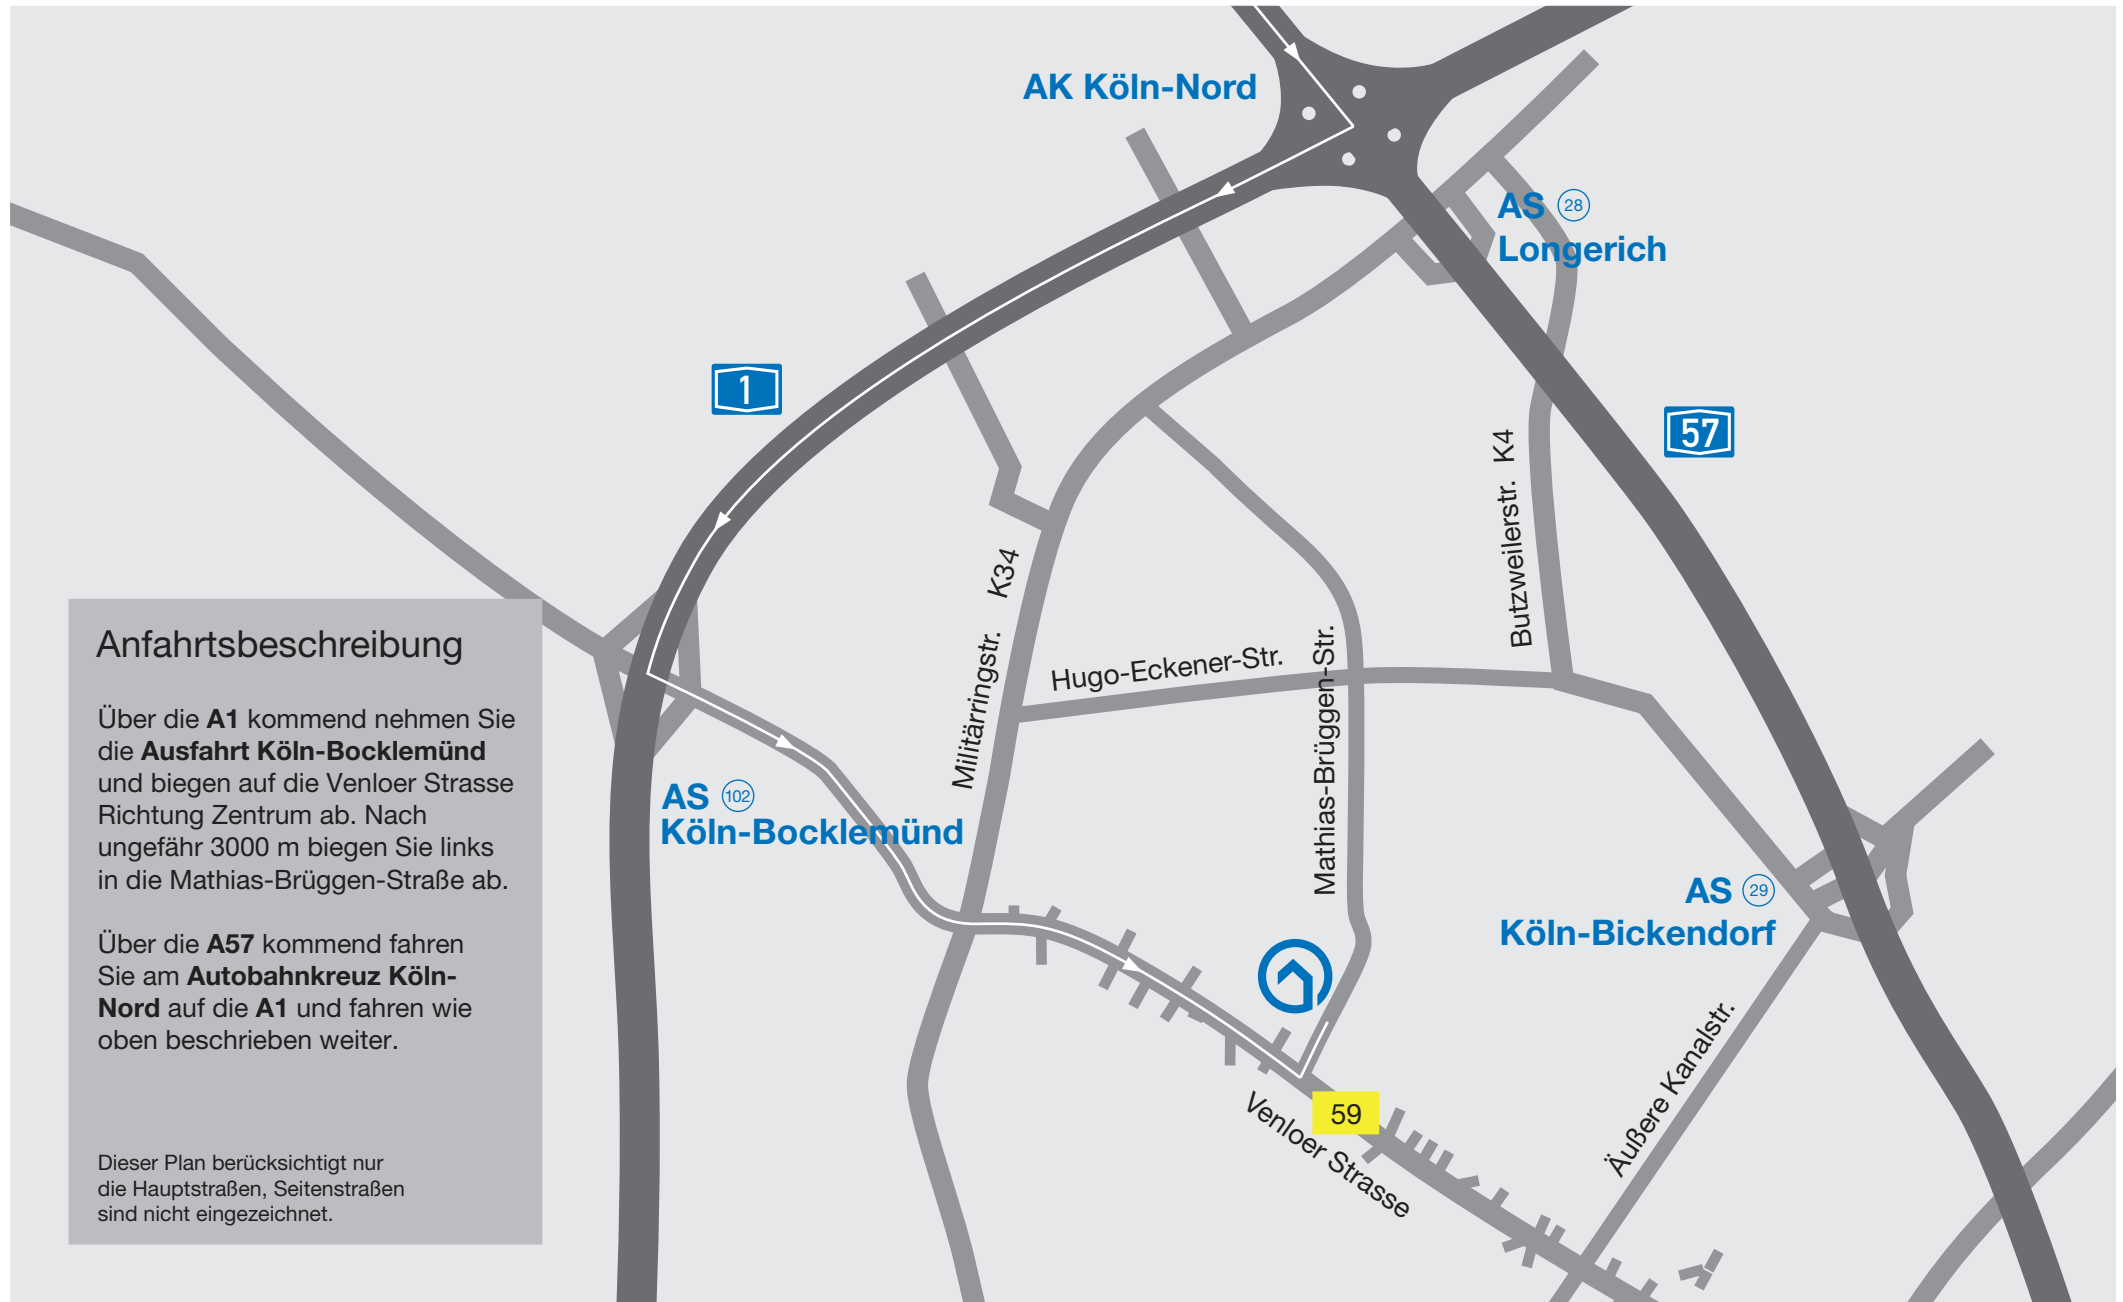 AK Köln-Nord
AS 28
Longerich
1
57
Butzweilerstr. K4
Militärringstr. K34
Hugo-Eckener-Str.
Mathias-Brüggen-Str.
AS 102
Köln-Bocklemünd
AS 29
Köln-Bickendorf
Äußere Kanalstr.
59
Venloer Strasse
Anfahrtsbeschreibung
Über die A1 kommend nehmen Sie
die Ausfahrt Köln-Bocklemünd
und biegen auf die Venloer Strasse
Richtung Zentrum ab. Nach
ungefähr 3000 m biegen Sie links
in die Mathias-Brüggen-Straße ab.
Über die A57 kommend fahren
Sie am Autobahnkreuz Köln-
Nord auf die A1 und fahren wie
oben beschrieben weiter.
Dieser Plan berücksichtigt nur
die Hauptstraßen, Seitenstraßen
sind nicht eingezeichnet.